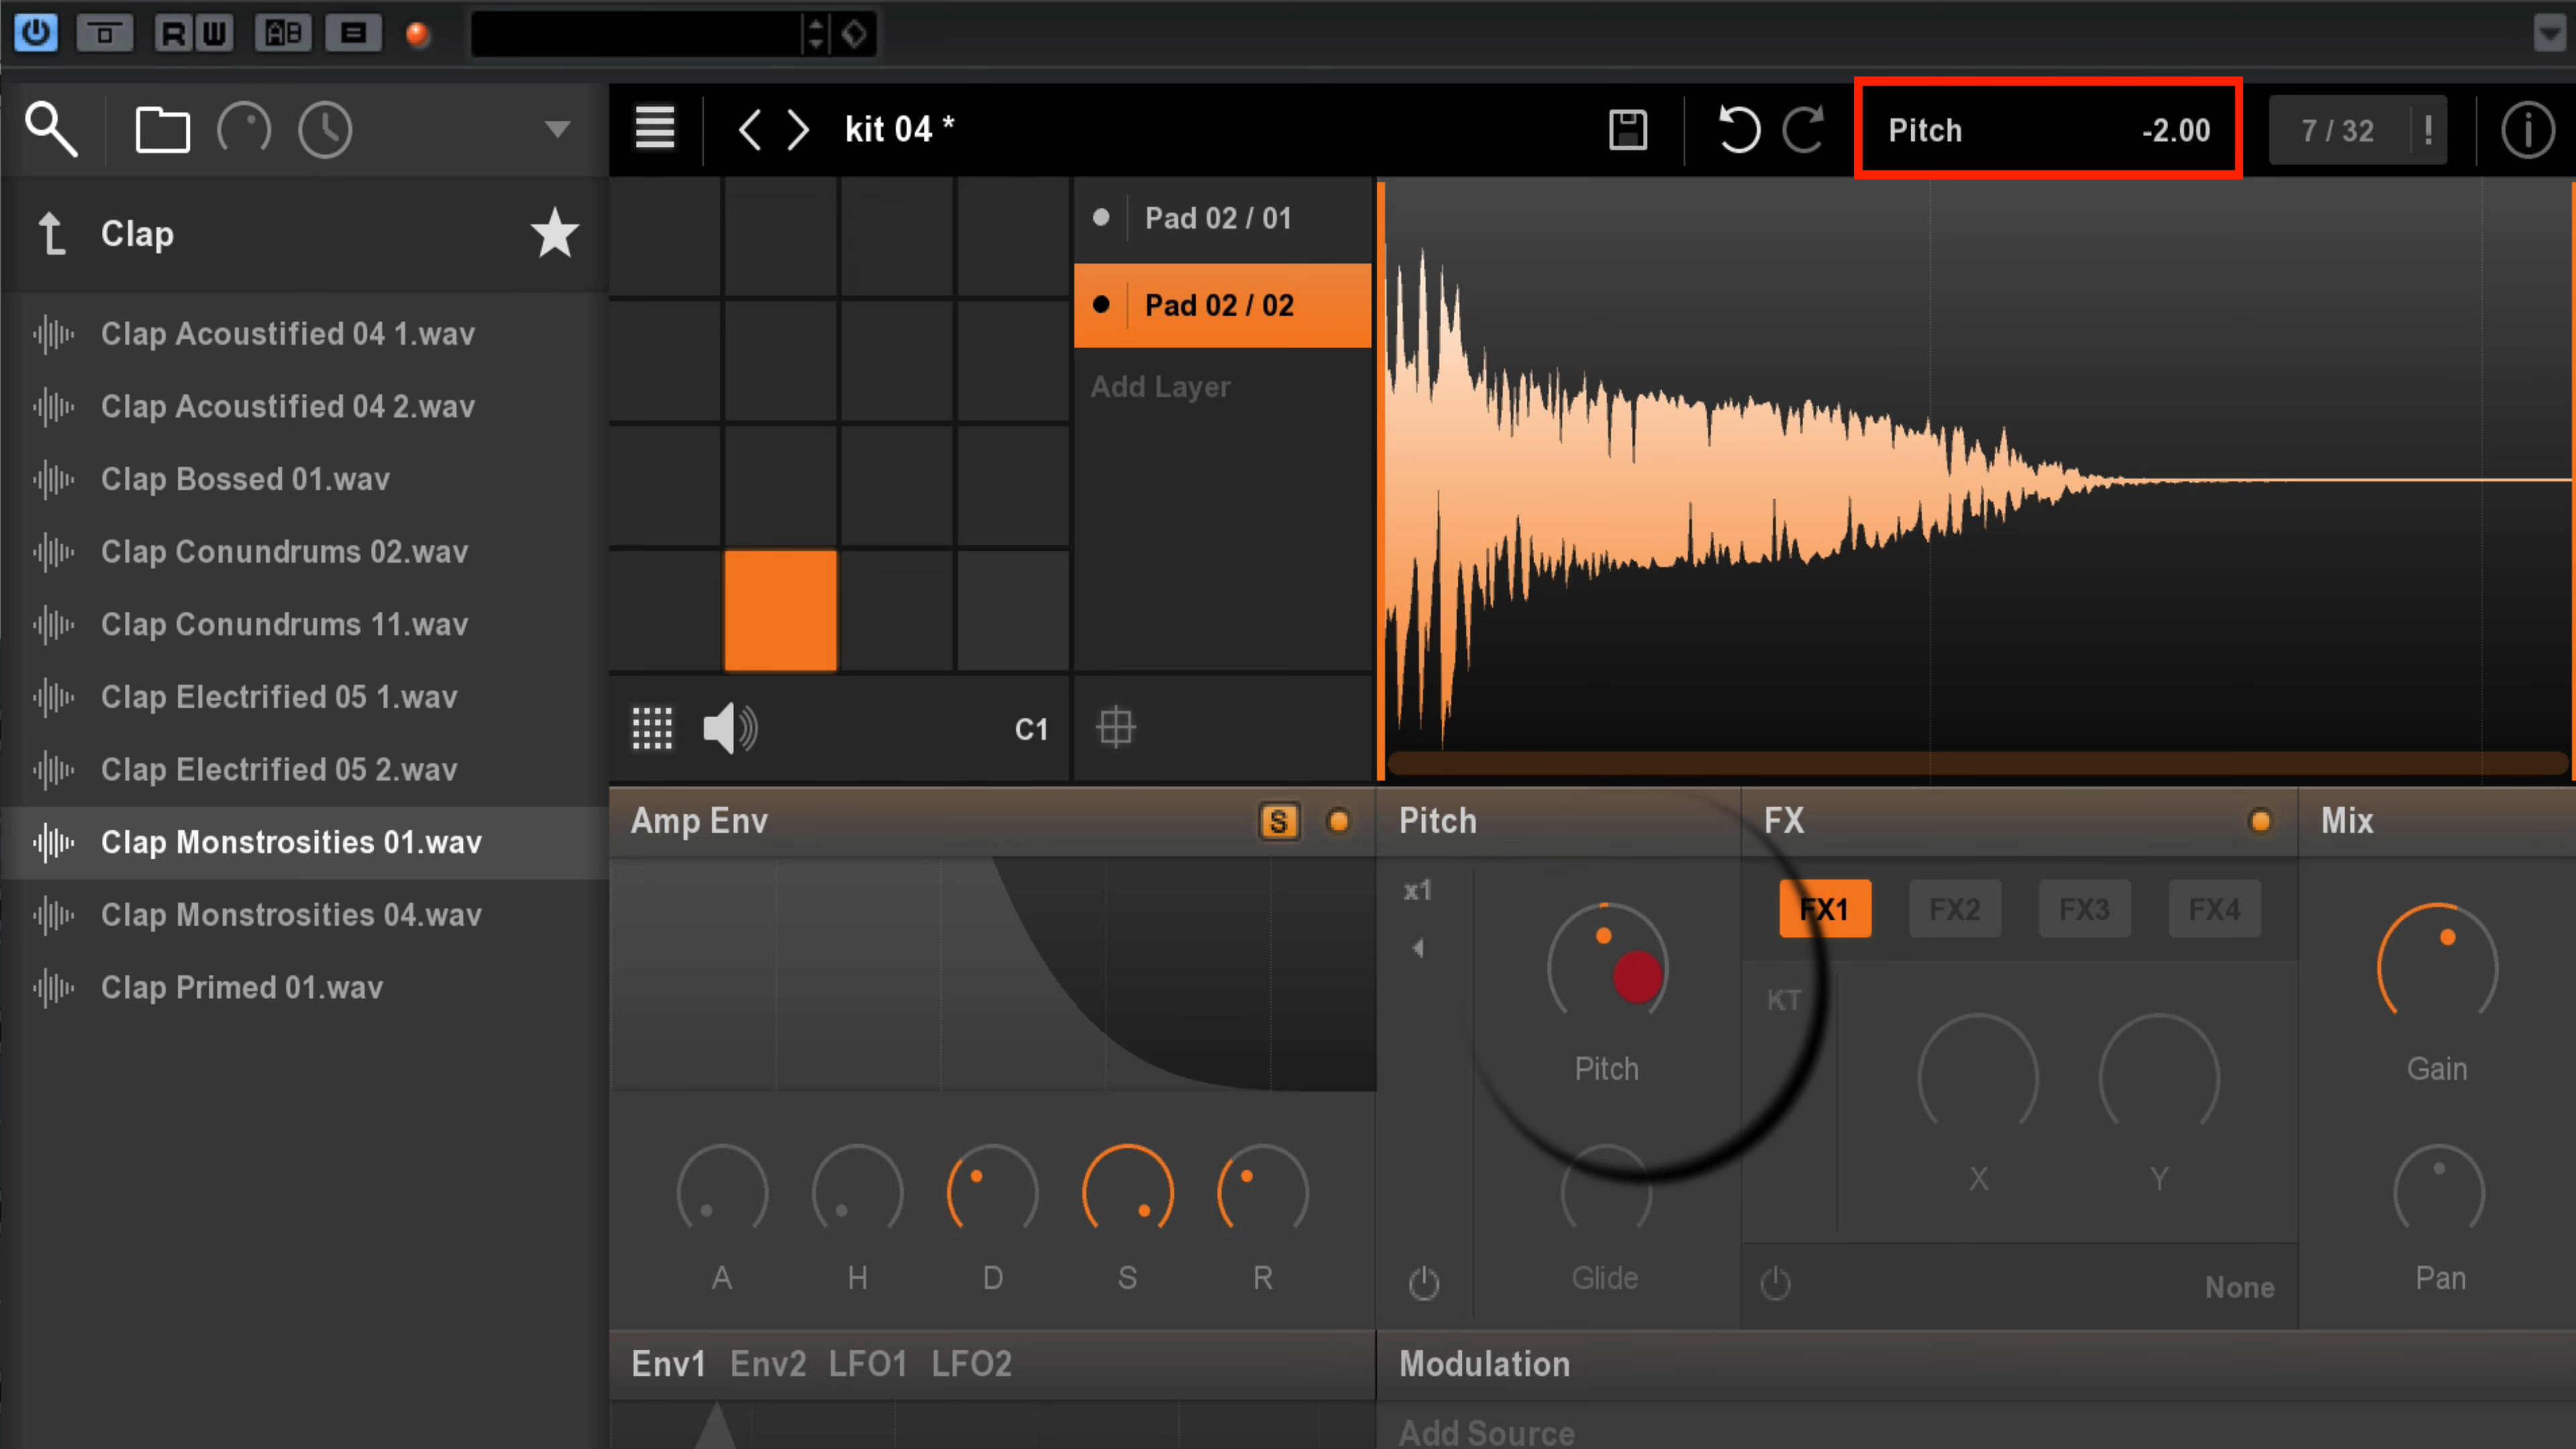 R W AB
kit 04 *
Pitch -2.00
7 / 32 !
Clap
Clap Acoustified 04 1.wav
Clap Acoustified 04 2.wav
Clap Bossed 01.wav
Clap Conundrums 02.wav
Clap Conundrums 11.wav
Clap Electrified 05 1.wav
Clap Electrified 05 2.wav
Clap Monstrosities 01.wav
Clap Monstrosities 04.wav
Clap Primed 01.wav
Pad 02 / 01
Pad 02 / 02
Add Layer
C1
Amp Env S
A H D S R
Pitch
x1
Pitch
Glide
FX
FX1 FX2 FX3 FX4
KT
X Y
None
Mix
Gain
Pan
Env1 Env2 LFO1 LFO2
Modulation
Add Source